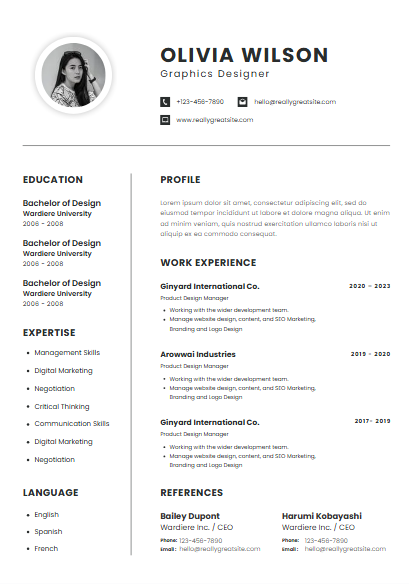 OLIVIA WILSON
Graphics Designer
+123-456-7890
hello@reallygreatsite.com
www.reallygreatsite.com
EDUCATION
Bachelor of Design
Wardiere University
2006 - 2008
Bachelor of Design
Wardiere University
2006 - 2008
Bachelor of Design
Wardiere University
2006 - 2008
EXPERTISE
• Management Skills
• Digital Marketing
• Negotiation
• Critical Thinking
• Communication Skills
• Digital Marketing
• Negotiation
LANGUAGE
• English
• Spanish
• French
PROFILE
Lorem ipsum dolor sit amet, consectetur adipiscing elit, sed do
eiusmod tempor incididunt ut labore et dolore magna aliqua. Ut enim
ad minim veniam, quis nostrud exercitation ullamco laboris nisi ut
aliquip ex ea commodo consequat.
WORK EXPERIENCE
Ginyard International Co. 2020 - 2023
Product Design Manager
• Working with the wider development team.
• Manage website design, content, and SEO Marketing,
Branding and Logo Design
Arowwai Industries 2019 - 2020
Product Design Manager
• Working with the wider development team.
• Manage website design, content, and SEO Marketing,
Branding and Logo Design
Ginyard International Co. 2017- 2019
Product Design Manager
• Working with the wider development team.
• Manage website design, content, and SEO Marketing,
Branding and Logo Design
REFERENCES
Bailey Dupont
Wardiere Inc. / CEO
Phone: 123-456-7890
Email: hello@reallygreatsite.com
Harumi Kobayashi
Wardiere Inc. / CEO
Phone: 123-456-7890
Email: hello@reallygreatsite.com